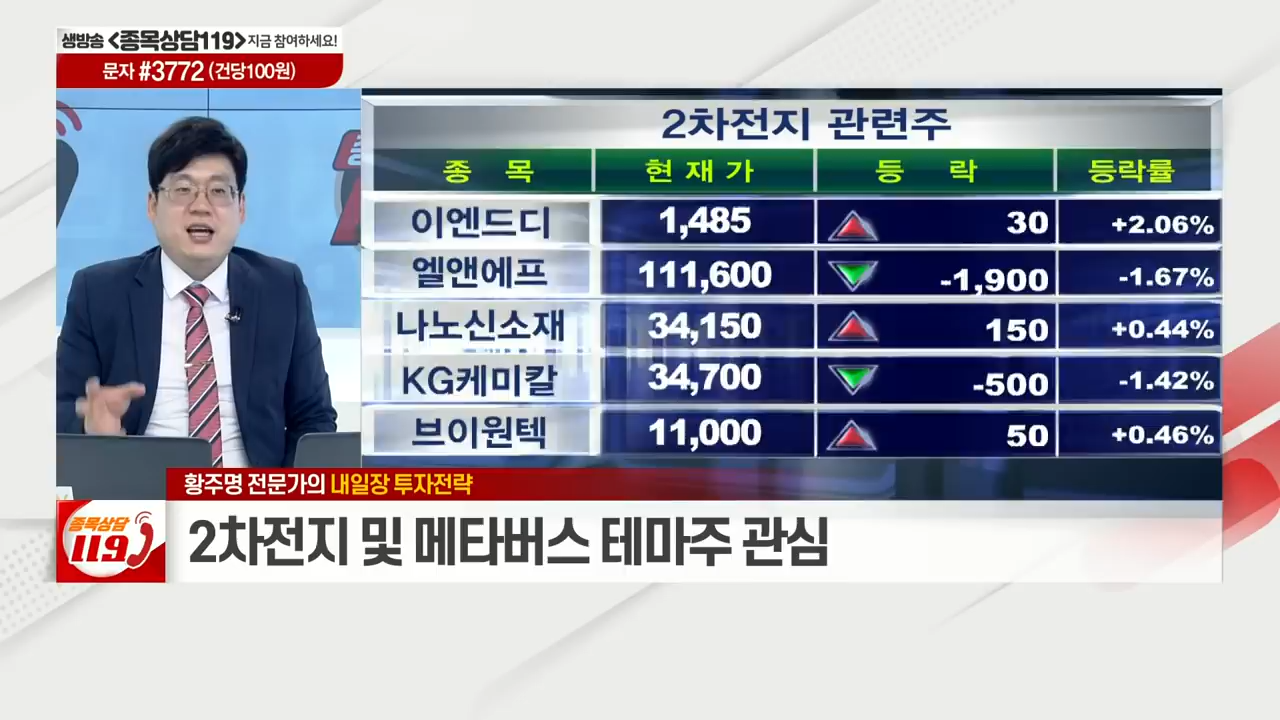 생방송 <종목상담119> 지금 참여하세요!
문자 #3772 (건당100원)
2차전지 관련주
종 목 현 재 가 등 락 등락률
이엔드디 1,485 30 +2.06%
엘앤에프 111,600 -1,900 -1.67%
나노신소재 34,150 150 +0.44%
KG케미칼 34,700 -500 -1.42%
브이원텍 11,000 50 +0.46%
황주명 전문가의 내일장 투자전략
종목상담
119
2차전지 및 메타버스 테마주 관심